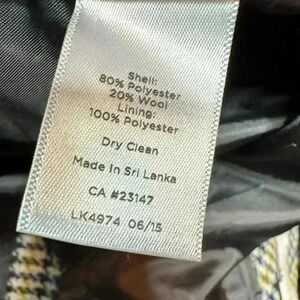 Shell:
80% Polyester
20% Wool
Lining:
100% Polyester
Dry Clean
Made in Sri Lanka
CA #23147
LK4974 06/15